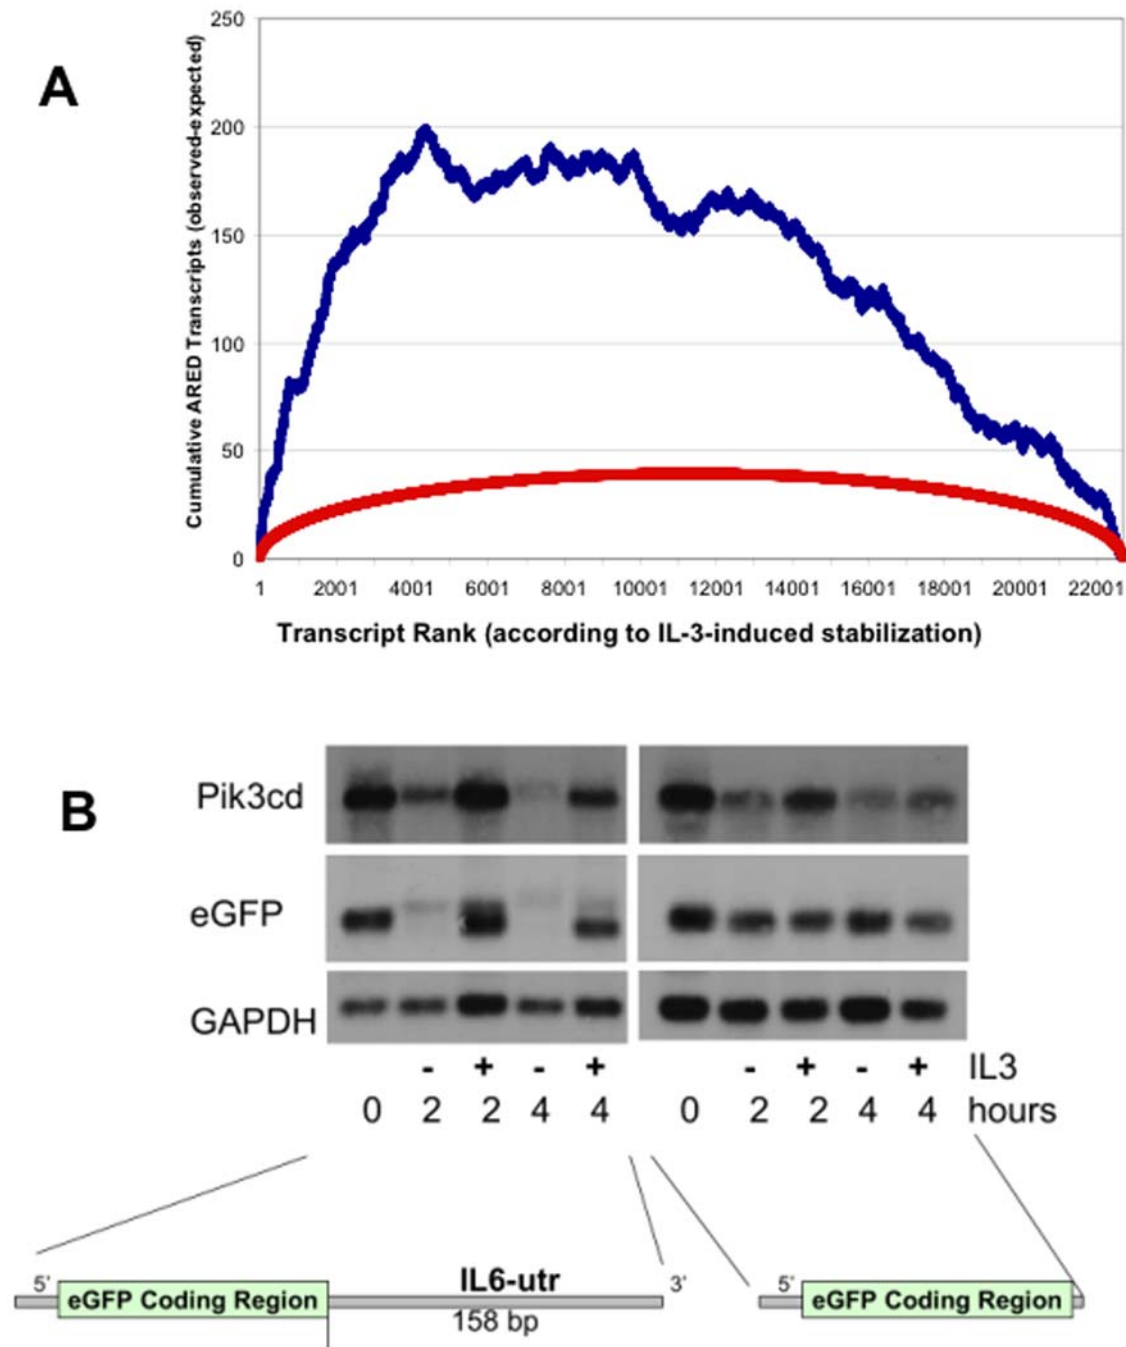 A
Cumulative ARED Transcripts (observed-expected)
250
200
150
100
50
0
1 2001 4001 6001 8001 10001 12001 14001 16001 18001 20001 22001
Transcript Rank (according to IL-3-induced stabilization)
B
Pik3cd
eGFP
GAPDH
- + - + - + - + IL3
0 2 2 4 4 0 2 2 4 4 hours
5' eGFP Coding Region IL6-utr 3' 5' eGFP Coding Region
158 bp